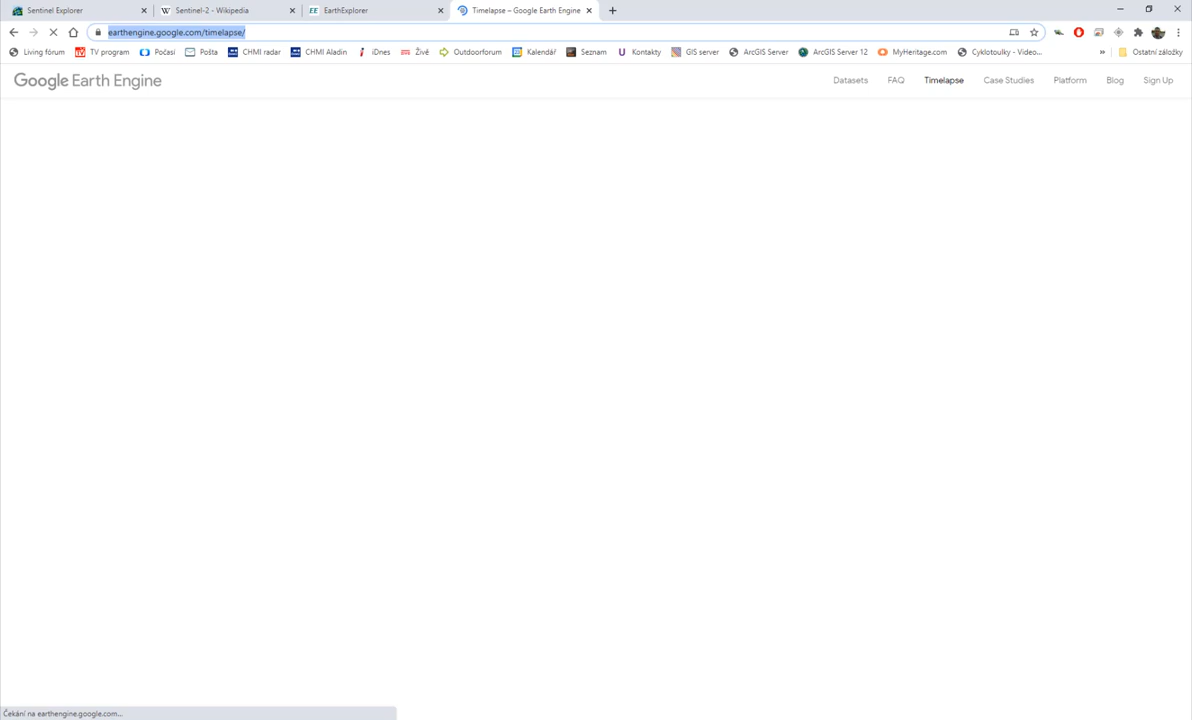 Sentinel Explorer
Sentinel-2 - Wikipedia
EE EarthExplorer
Timelapse – Google Earth Engine
earthengine.google.com/timelapse/
Living fórum TV program Počasí Pošta CHMI radar CHMI Aladin iDnes Živě Outdoorforum Kalendář Seznam Kontakty GIS server ArcGIS Server ArcGIS Server 12 MyHeritage.com Cyklotoulky - Video... » Ostatní záložky
Google Earth Engine
Datasets FAQ Timelapse Case Studies Platform Blog Sign Up
Čekání na earthengine.google.com...